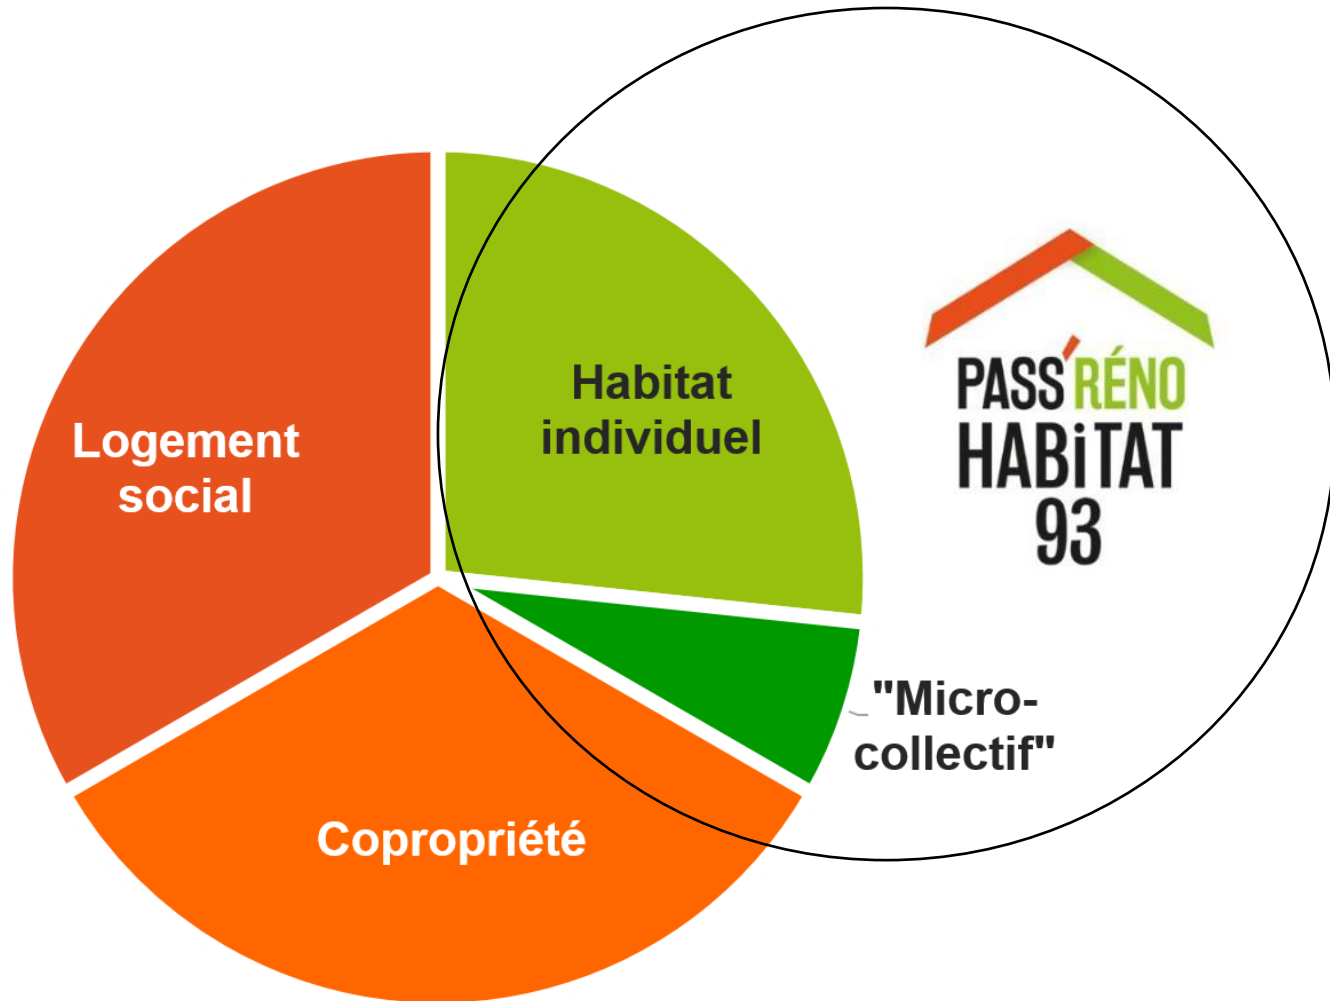 Habitat
individuel
Logement
social
PASS'RÉNO
HABiTAT
93
"Micro-
collectif"
Copropriété